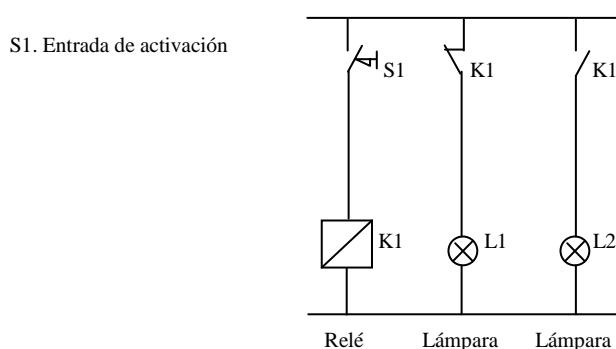 S1. Entrada de activación
S1
K1
K1
K1
L1
L2
Relé
Lámpara
Lámpara